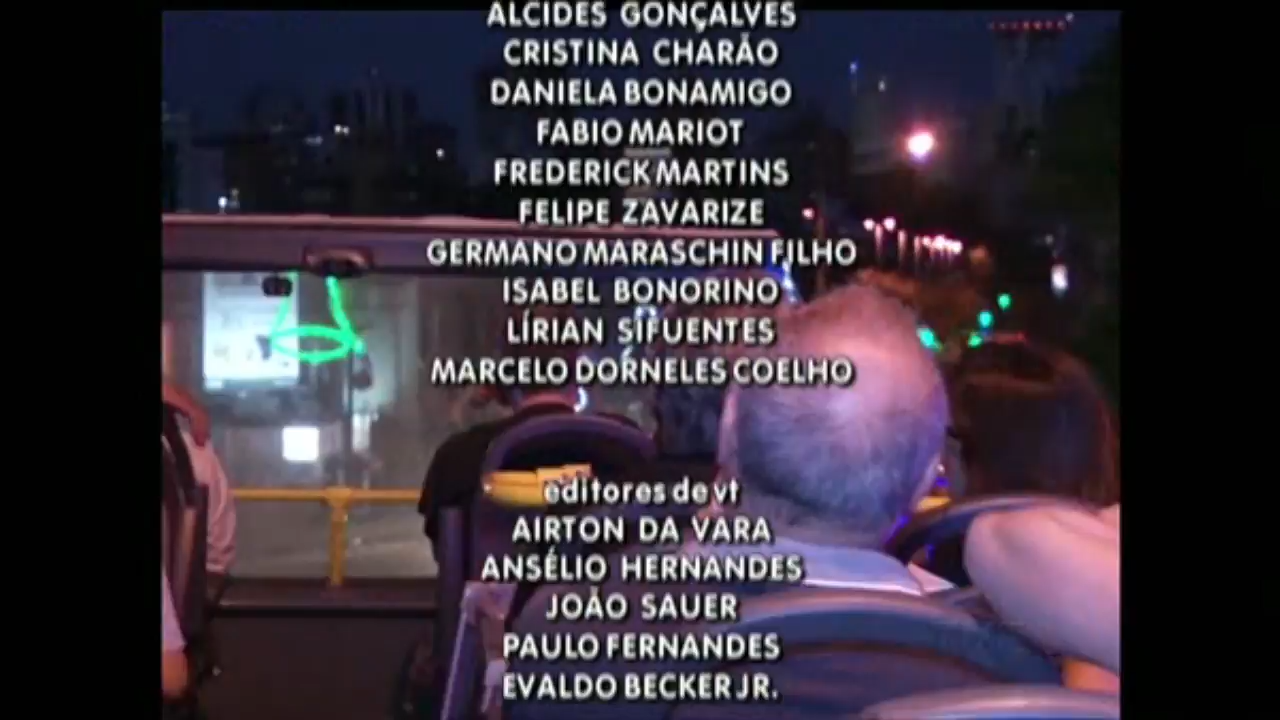 ALCIDES GONÇALVES
CRISTINA CHARÃO
DANIELA BONAMIGO
FABIO MARIOT
FREDERICK MARTINS
FELIPE ZAVARIZE
GERMANO MARASCHIN FILHO
ISABEL BONORINO
LÍRIAN SIFUENTES
MARCELO DORNELES COELHO
editores de vt
AIRTON DA VARA
ANSÉLIO HERNANDES
JOÃO SAUER
PAULO FERNANDES
EVALDO BECKER JR.